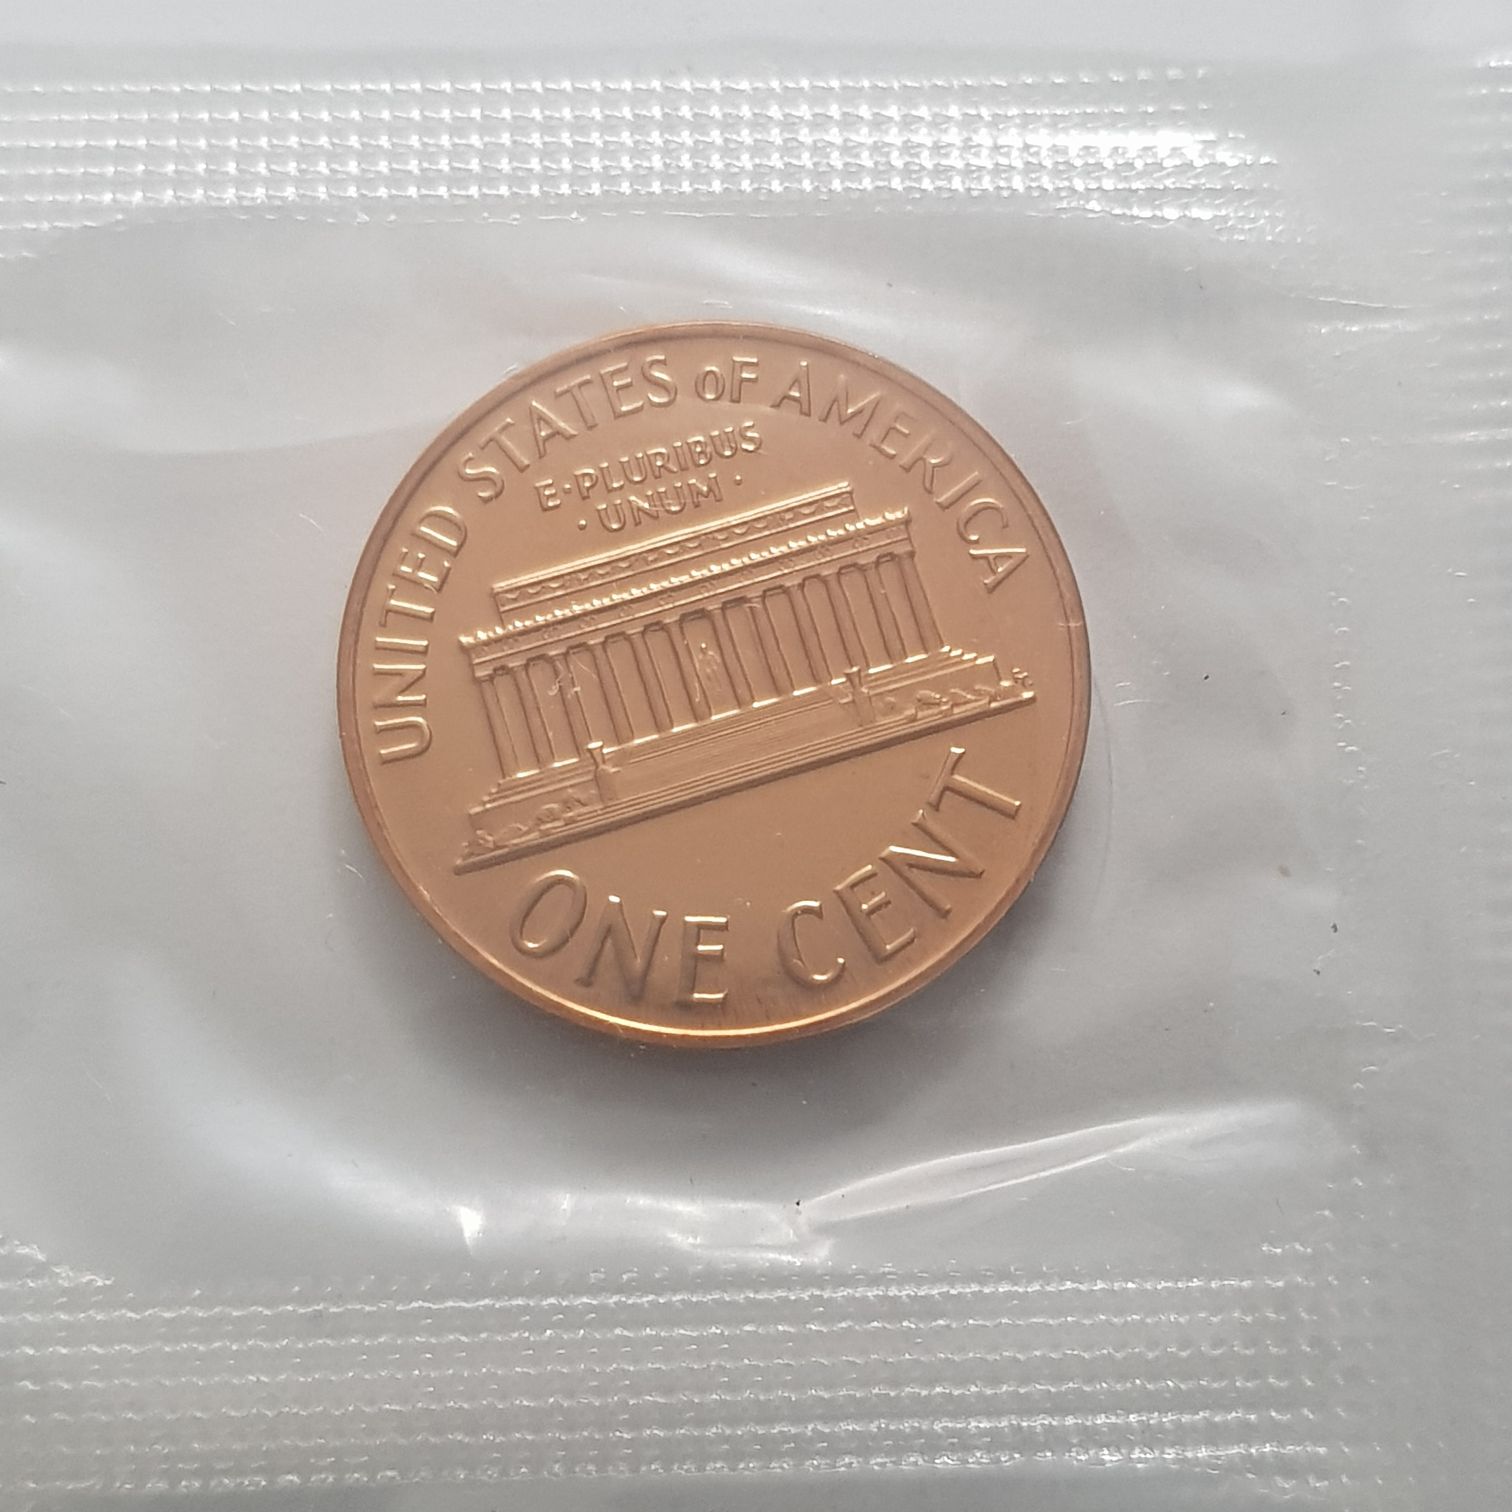 UNITED STATES oF AMERICA
E·PLURIBUS
·UNUM·
ONE CENT